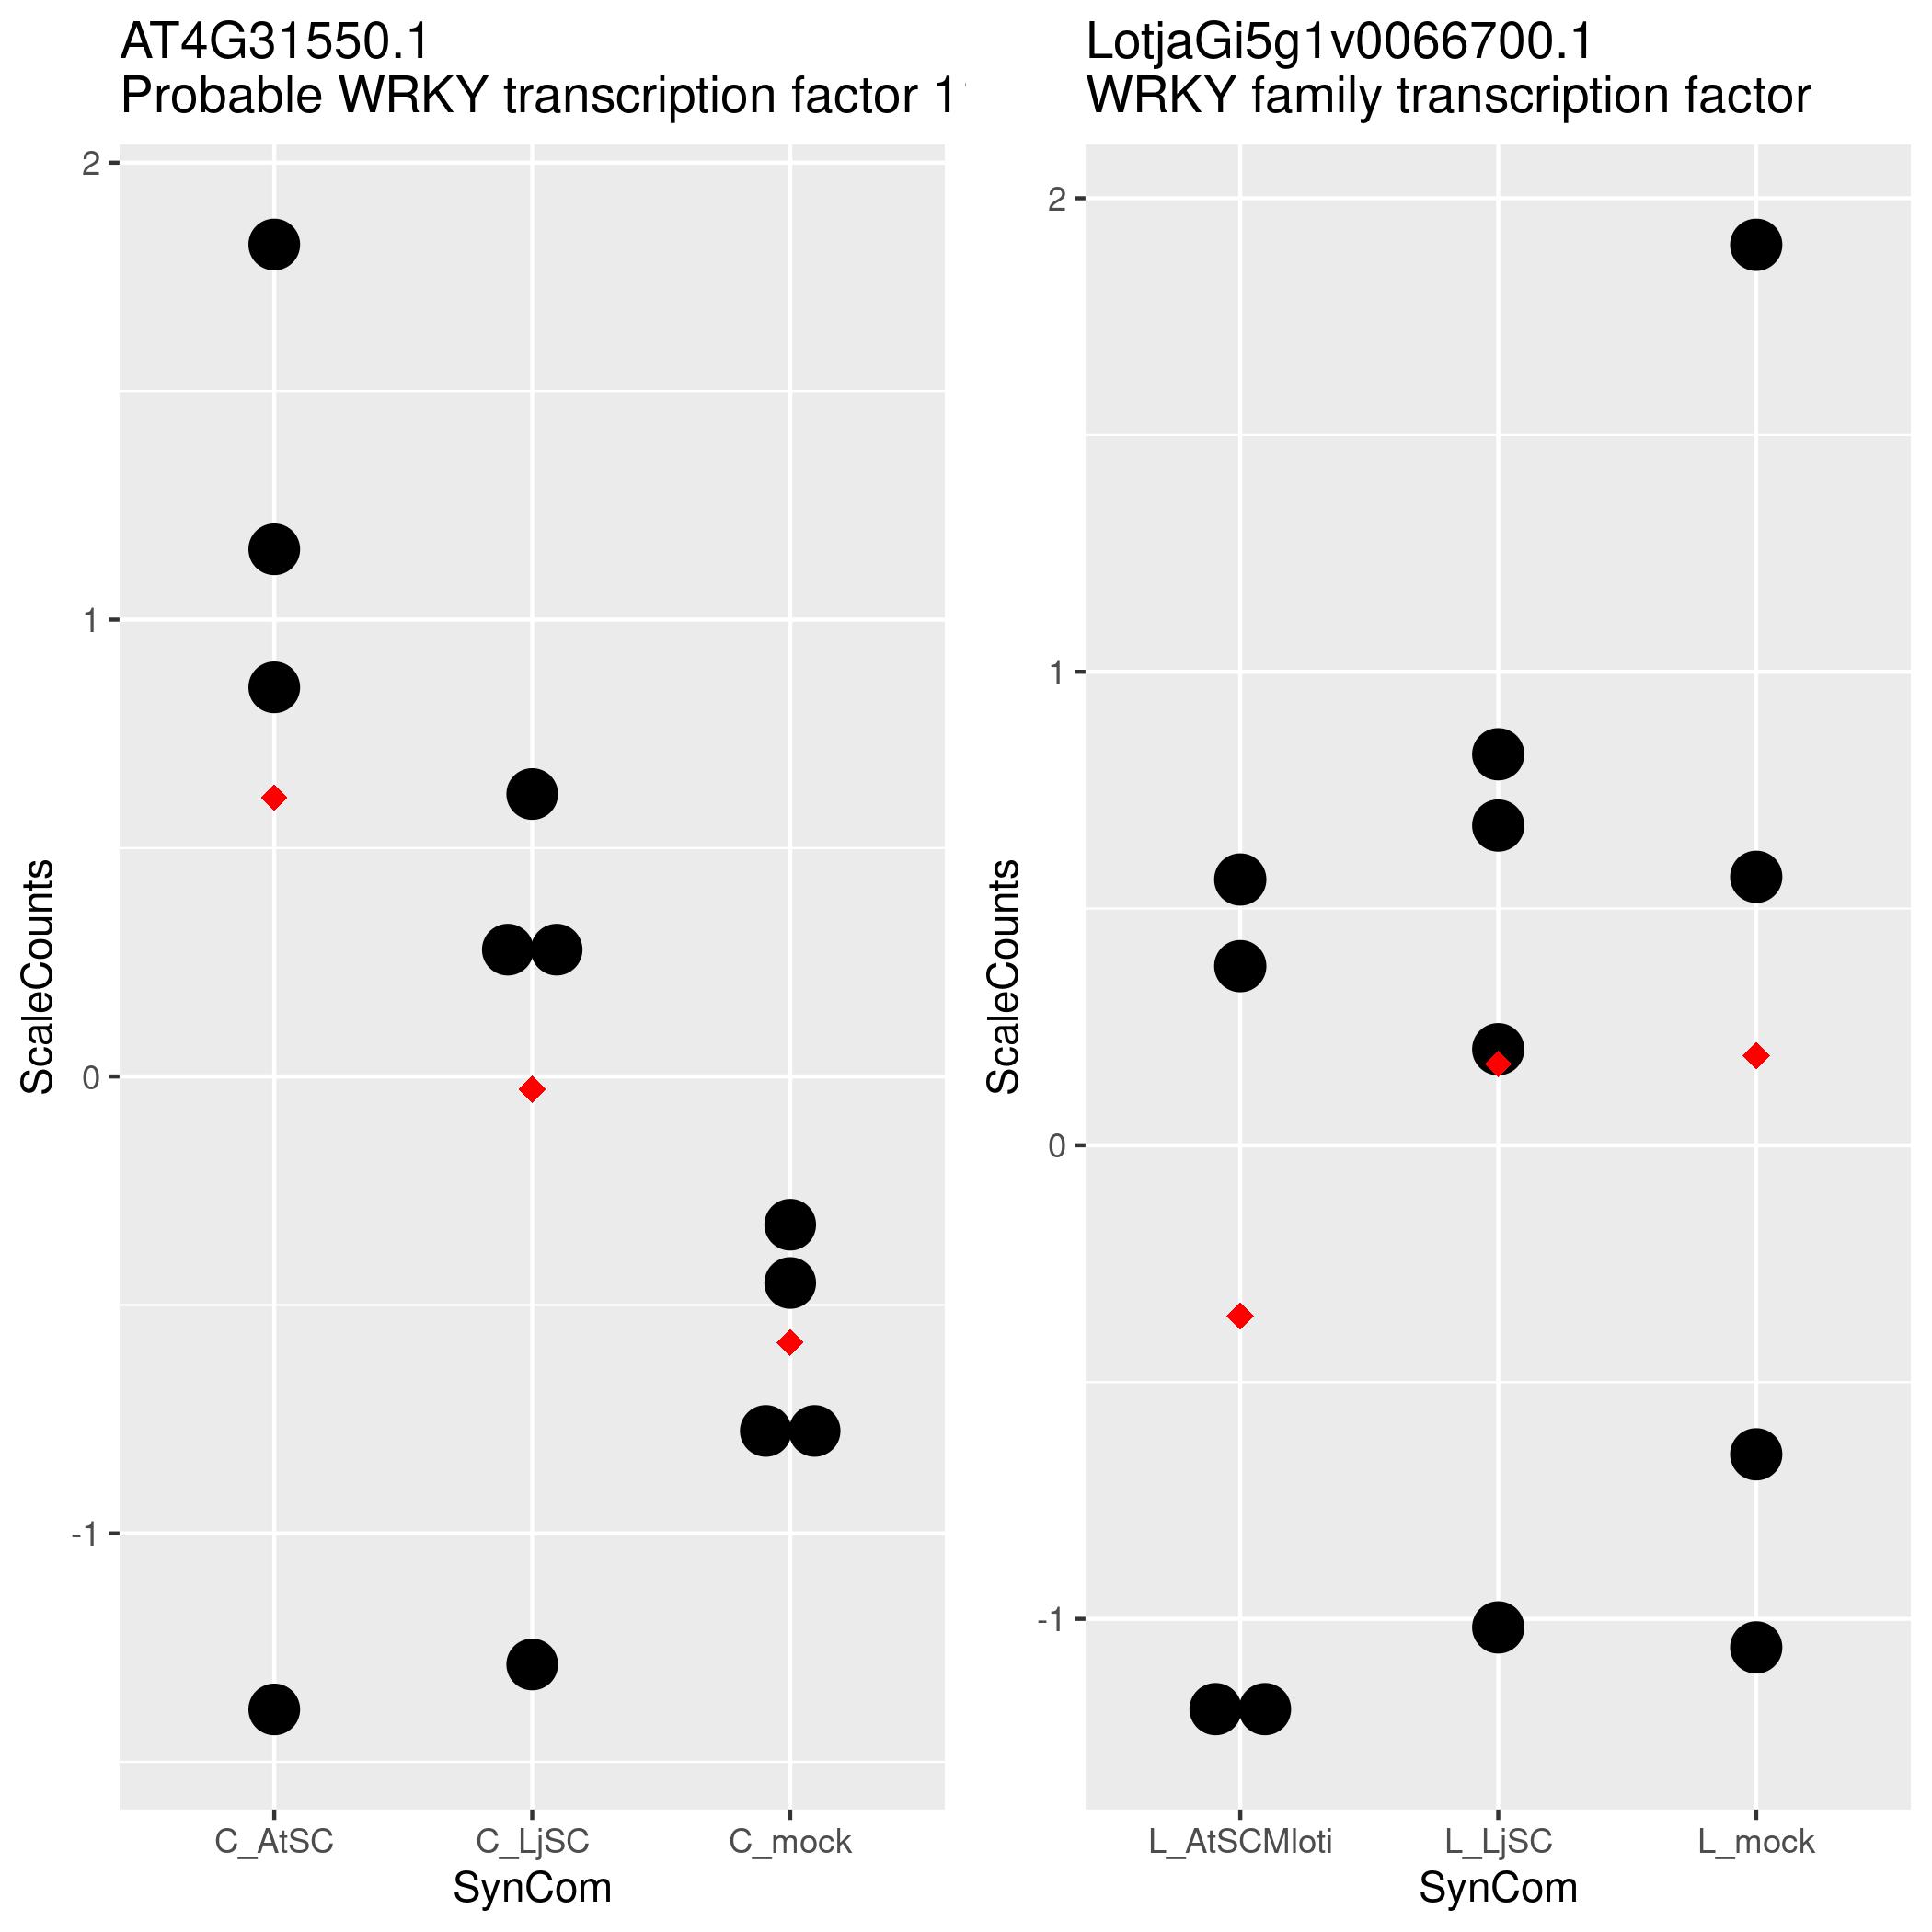 AT4G31550.1
Probable WRKY transcription factor 1
2
1
0
-1
ScaleCounts
C_AtSC
C_LjSC
C_mock
SynCom
LotjaGi5g1v0066700.1
WRKY family transcription factor
2
1
0
-1
ScaleCounts
L_AtSCMloti
L_LjSC
L_mock
SynCom